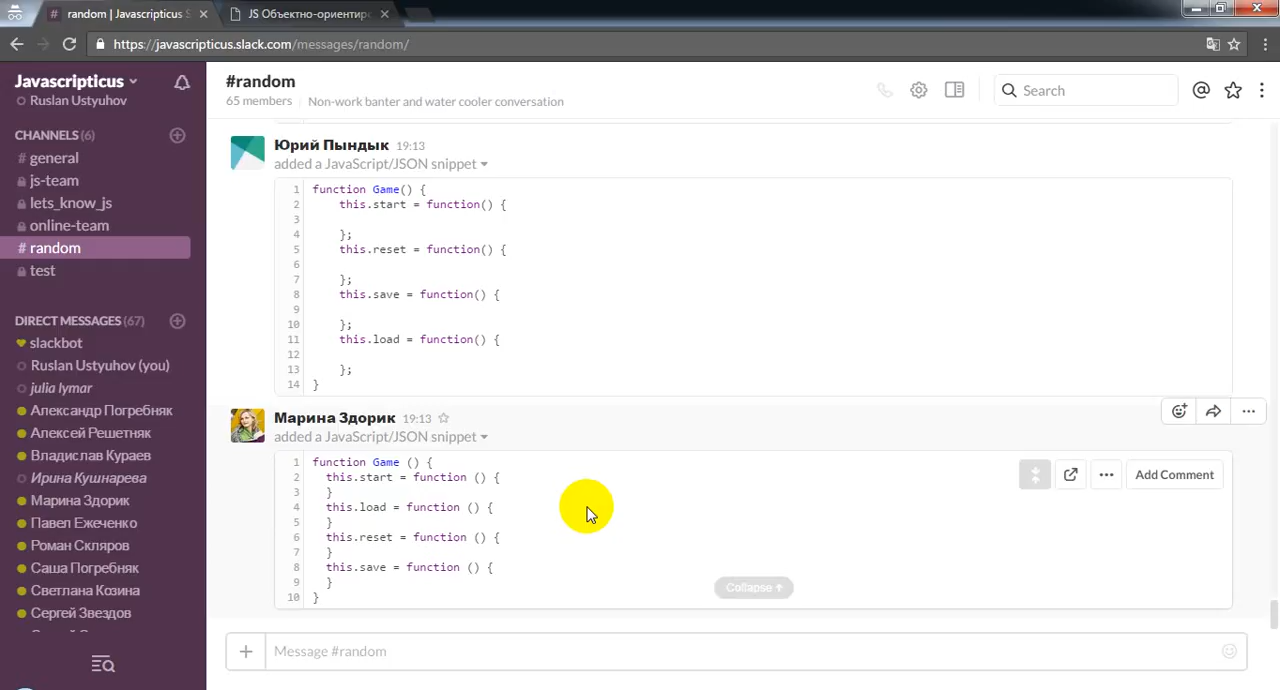 # random | Javascripticus S
JS Объектно-ориентиро
https://javascripticus.slack.com/messages/random/
Javascripticus
Ruslan Ustyuhov
CHANNELS (6)
# general
js-team
lets_know_js
online-team
# random
test
DIRECT MESSAGES (67)
slackbot
Ruslan Ustyuhov (you)
julia lymar
Александр Погребняк
Алексей Решетняк
Владислав Кураев
Ирина Кушнарева
Марина Здорик
Павел Ежеченко
Роман Скляров
Саша Погребняк
Светлана Козина
Сергей Звездов
#random
65 members | Non-work banter and water cooler conversation
Search
Юрий Пындык 19:13
added a JavaScript/JSON snippet
1 function Game() {
2 this.start = function() {
3
4 };
5 this.reset = function() {
6
7 };
8 this.save = function() {
9
10 };
11 this.load = function() {
12
13 };
14 }
Марина Здорик 19:13
added a JavaScript/JSON snippet
1 function Game () {
2 this.start = function () {
3 }
4 this.load = function () {
5 }
6 this.reset = function () {
7 }
8 this.save = function () {
9 }
10 }
Add Comment
Collapse ↑
Message #random